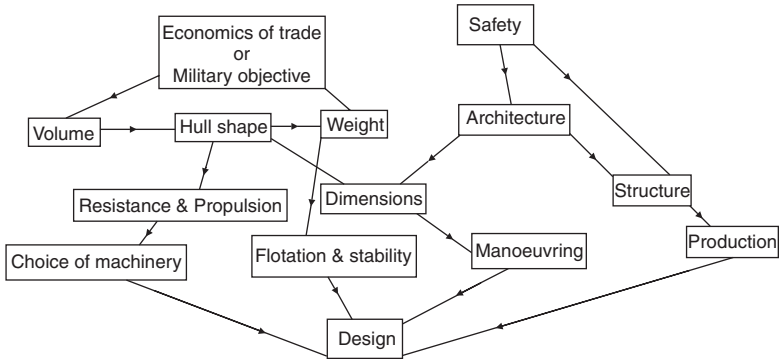 Economics of trade
or
Military objective
Safety
Volume
Hull shape
Weight
Architecture
Resistance & Propulsion
Dimensions
Structure
Choice of machinery
Flotation & stability
Manoeuvring
Production
Design